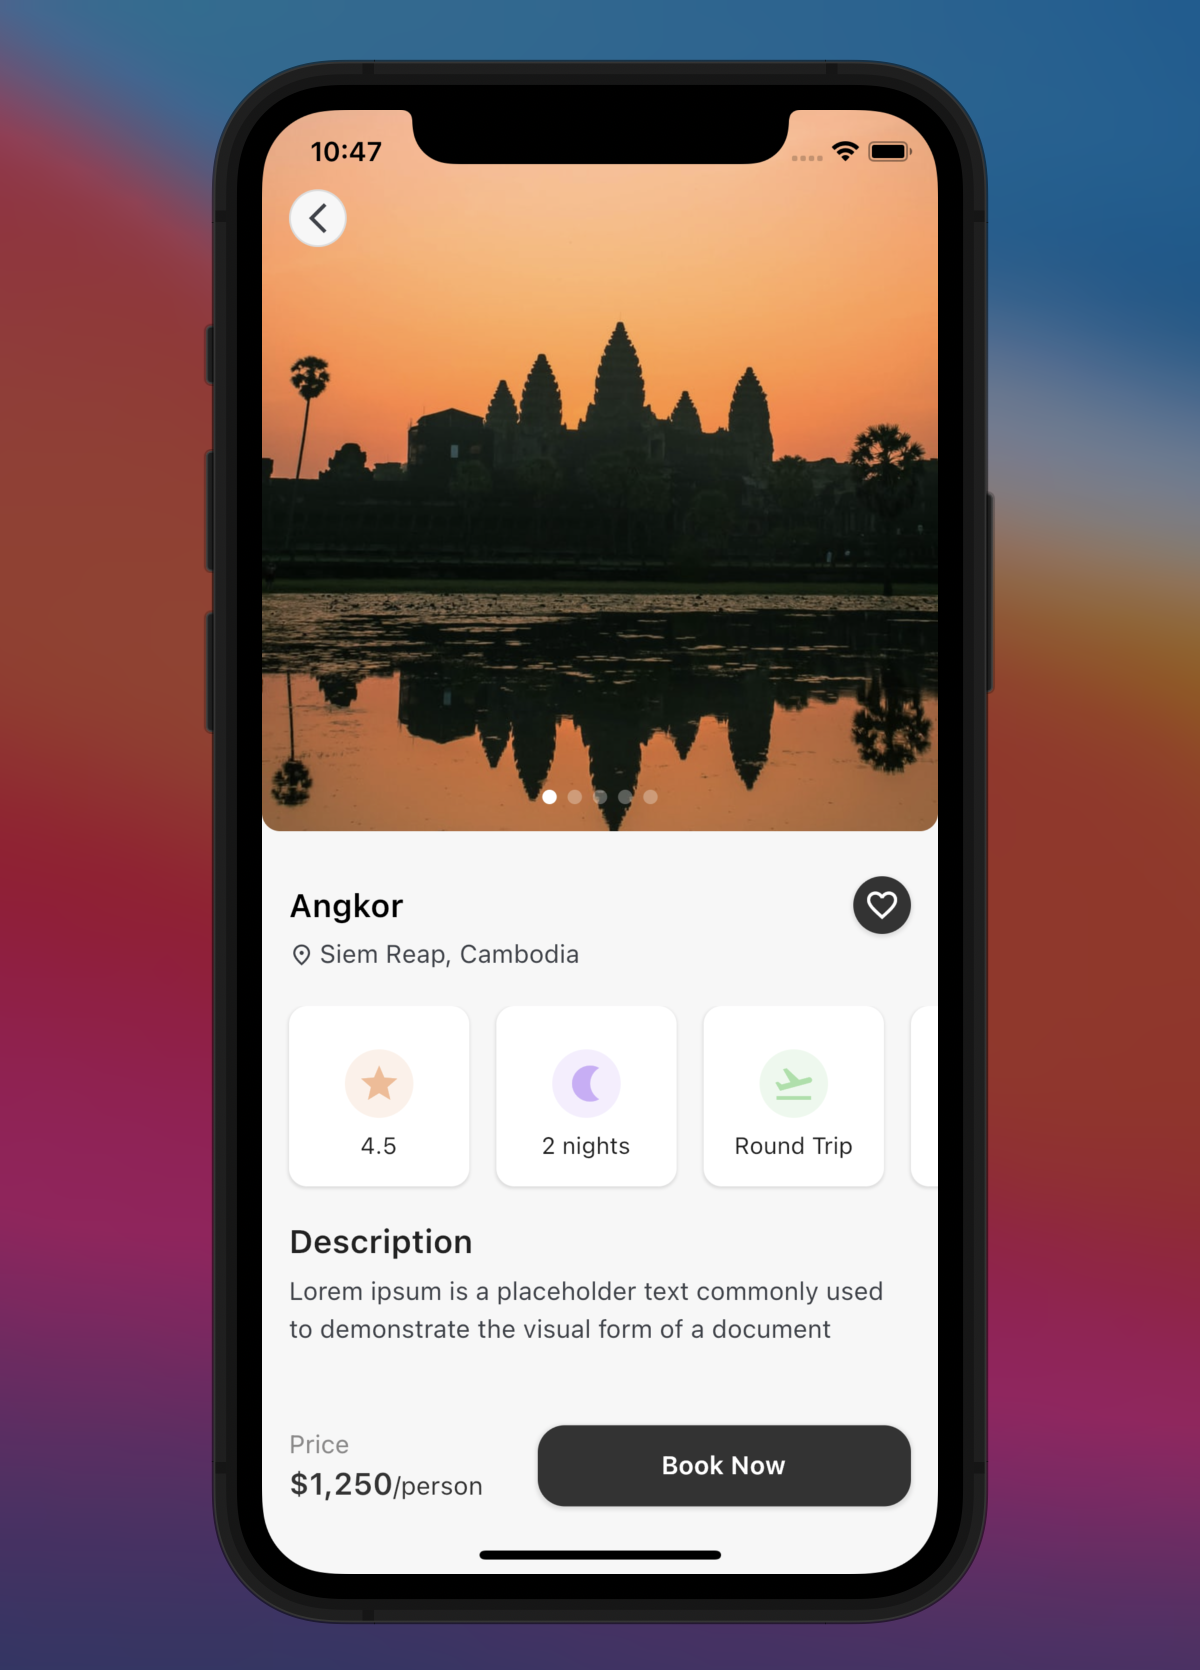 10:47
Angkor
Siem Reap, Cambodia
4.5
2 nights
Round Trip
Description
Lorem ipsum is a placeholder text commonly used
to demonstrate the visual form of a document
Price
$1,250/person
Book Now